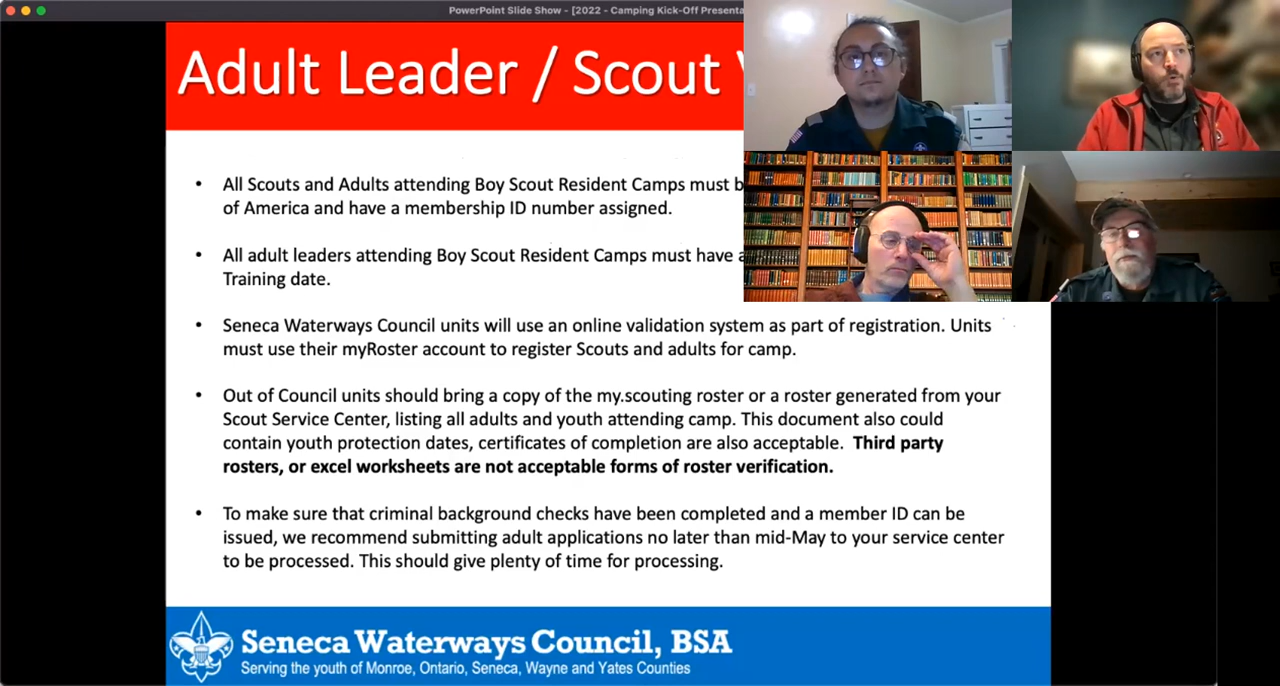 PowerPoint Slide Show - [2022 - Camping Kick-Off Presenta
Adult Leader / Scout
• All Scouts and Adults attending Boy Scout Resident Camps must b
of America and have a membership ID number assigned.
• All adult leaders attending Boy Scout Resident Camps must have a
Training date.
• Seneca Waterways Council units will use an online validation system as part of registration. Units
must use their myRoster account to register Scouts and adults for camp.
• Out of Council units should bring a copy of the my.scouting roster or a roster generated from your
Scout Service Center, listing all adults and youth attending camp. This document also could
contain youth protection dates, certificates of completion are also acceptable. Third party
rosters, or excel worksheets are not acceptable forms of roster verification.
• To make sure that criminal background checks have been completed and a member ID can be
issued, we recommend submitting adult applications no later than mid-May to your service center
to be processed. This should give plenty of time for processing.
Seneca Waterways Council, BSA
Serving the youth of Monroe, Ontario, Seneca, Wayne and Yates Counties